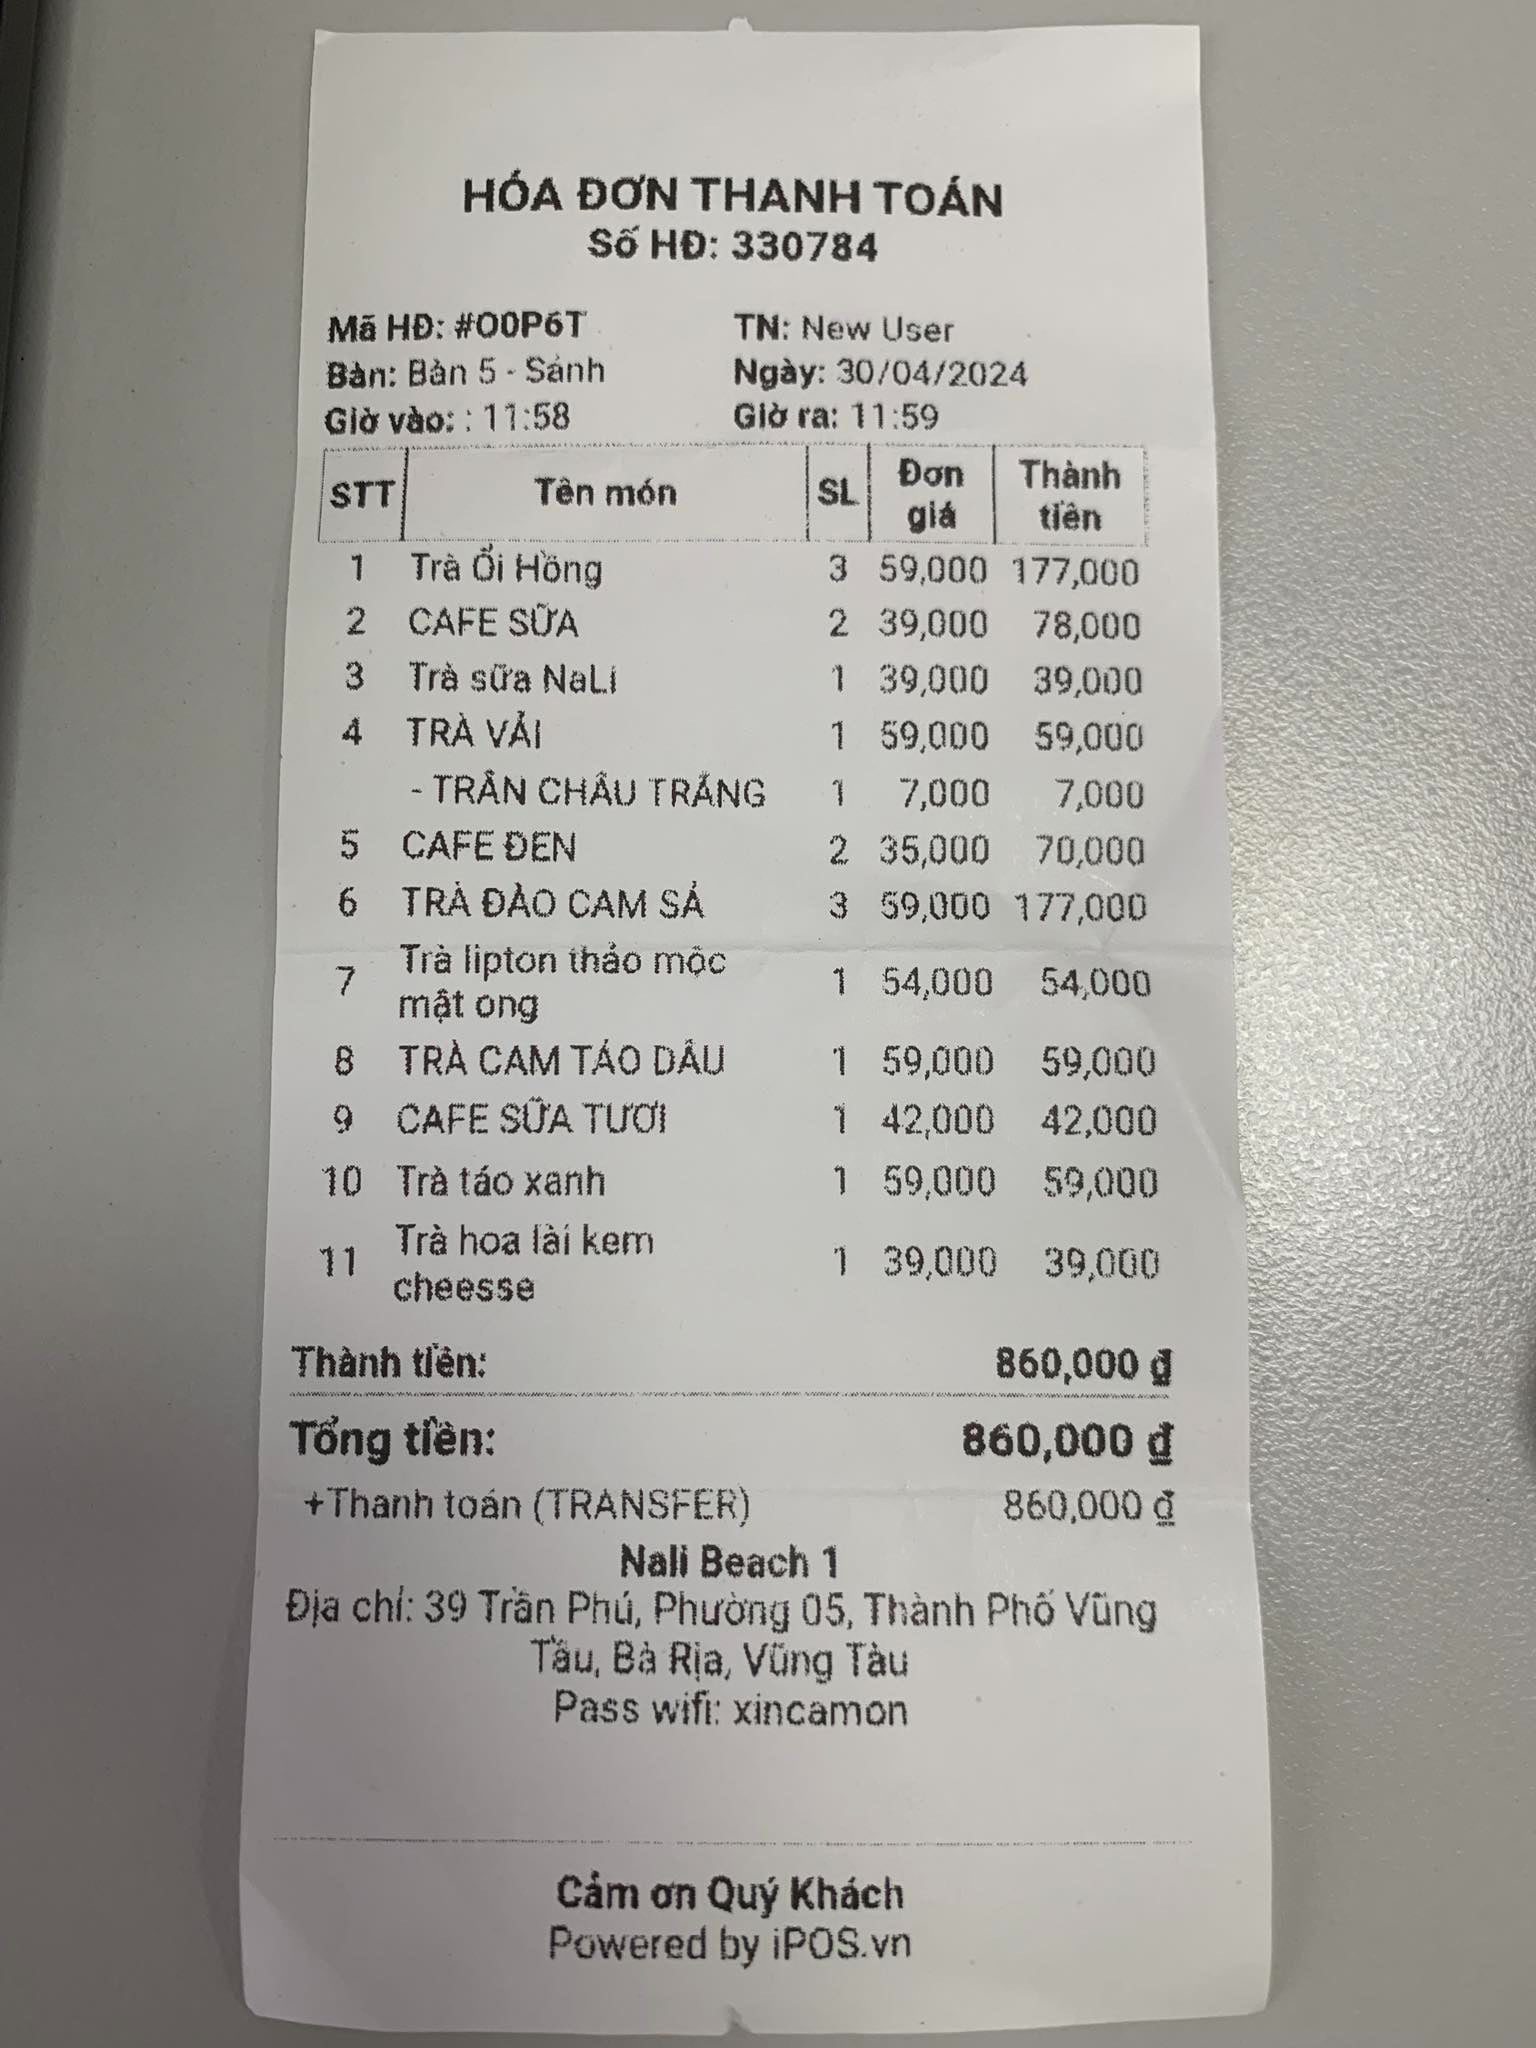 HÓA ĐƠN THANH TOÁN
Số HĐ: 330784
Mã HĐ: #O0P6T TN: New User
Bàn: Bàn 5 - Sảnh Ngày: 30/04/2024
Giờ vào: : 11:58 Giờ ra: 11:59
STT Tên món SL Đơn giá Thành tiền
1 Trà Ổi Hồng 3 59,000 177,000
2 CAFE SỮA 2 39,000 78,000
3 Trà sữa NaLi 1 39,000 39,000
4 TRÀ VẢI 1 59,000 59,000
- TRÂN CHÂU TRẮNG 1 7,000 7,000
5 CAFE ĐEN 2 35,000 70,000
6 TRÀ ĐÀO CAM SẢ 3 59,000 177,000
7 Trà lipton thảo mộc 1 54,000 54,000
mật ong
8 TRÀ CAM TÁO DÂU 1 59,000 59,000
9 CAFE SỮA TƯƠI 1 42,000 42,000
10 Trà táo xanh 1 59,000 59,000
11 Trà hoa lài kem 1 39,000 39,000
cheesse
Thành tiền: 860,000 ₫
Tổng tiền: 860,000 ₫
+Thanh toán (TRANSFER) 860,000 ₫
Nali Beach 1
Địa chỉ: 39 Trần Phú, Phường 05, Thành Phố Vũng
Tầu, Bà Rịa, Vũng Tàu
Pass wifi: xincamon
Cảm ơn Quý Khách
Powered by iPOS.vn